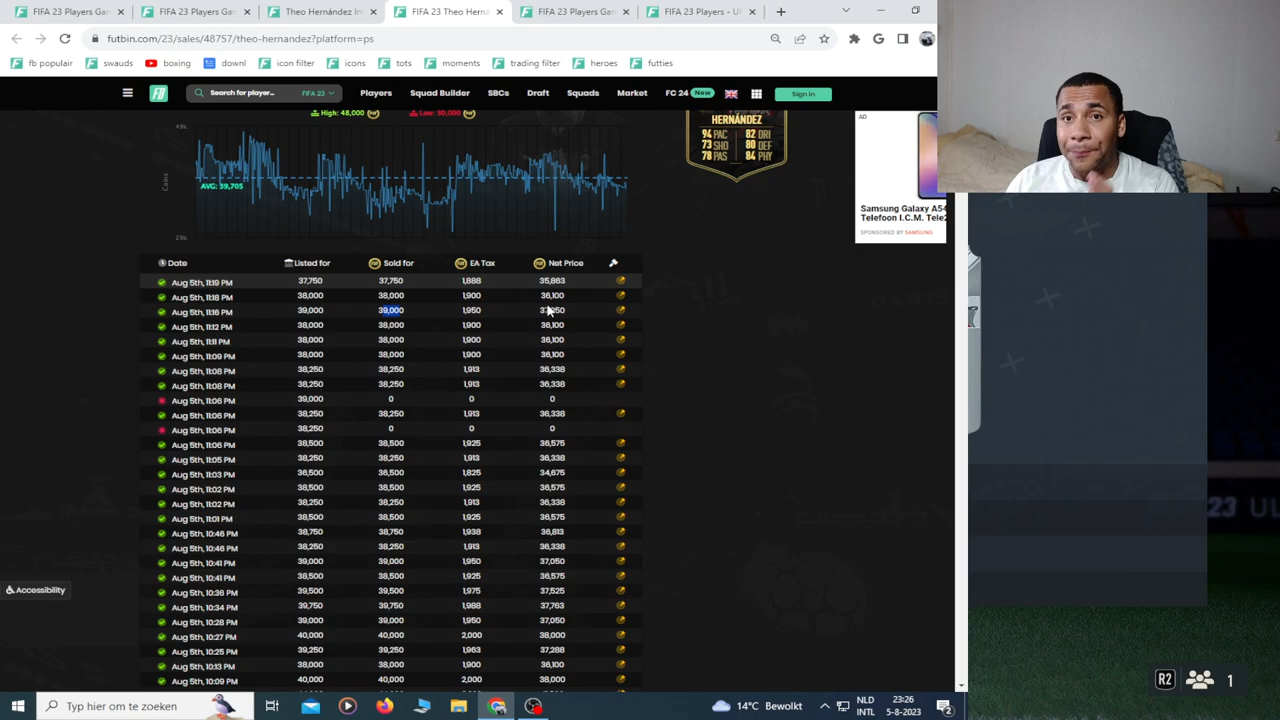 FIFA 23 Players Gam
FIFA 23 Players Gam
Theo Hernández In
FIFA 23 Theo Herná
FIFA 23 Players Gam
FIFA 23 Players - U
futbin.com/23/sales/48757/theo-hernandez?platform=ps
fb populair swauds boxing downl icon filter icons tots moments trading filter heroes futties
Search for player... FIFA 23 Players Squad Builder SBCs Draft Squads Market FC 24 New Sign in
High: 48,000 Low: 30,000
Coins
AVG: 39,705
HERNÁNDEZ
94 PAC 82 DRI
73 SHO 80 DEF
78 PAS 84 PHY
AD
Samsung Galaxy A54
Telefoon I.C.M. Tele2
SPONSORED BY SAMSUNG
Date Listed for Sold for EA Tax Net Price
Aug 5th, 11:19 PM 37,750 37,750 1,888 35,863
Aug 5th, 11:18 PM 38,000 38,000 1,900 36,100
Aug 5th, 11:16 PM 39,000 39,000 1,950
Aug 5th, 11:12 PM 38,000 38,000 1,900 36,100
Aug 5th, 11:11 PM 38,000 38,000 1,900 36,100
Aug 5th, 11:09 PM 38,000 38,000 1,900 36,100
Aug 5th, 11:08 PM 38,250 38,250 1,913 36,338
Aug 5th, 11:08 PM 38,250 38,250 1,913 36,338
Aug 5th, 11:06 PM 39,000 0 0 0
Aug 5th, 11:06 PM 38,250 38,250 1,913 36,338
Aug 5th, 11:06 PM 38,250 0 0 0
Aug 5th, 11:06 PM 38,500 38,500 1,925 36,575
Aug 5th, 11:05 PM 38,250 38,250 1,913 36,338
Aug 5th, 11:03 PM 36,500 36,500 1,825 34,675
Aug 5th, 11:02 PM 38,500 38,500 1,925 36,575
Aug 5th, 11:02 PM 38,250 38,250 1,913 36,338
Aug 5th, 11:01 PM 38,500 38,500 1,925 36,575
Aug 5th, 10:46 PM 38,750 38,750 1,938 36,813
Aug 5th, 10:46 PM 38,250 38,250 1,913 36,338
Aug 5th, 10:41 PM 39,000 39,000 1,950 37,050
Aug 5th, 10:41 PM 38,500 38,500 1,925 36,575
Aug 5th, 10:36 PM 39,500 39,500 1,975 37,525
Aug 5th, 10:34 PM 39,750 39,750 1,988 37,763
Aug 5th, 10:28 PM 39,000 39,000 1,950 37,050
Aug 5th, 10:27 PM 40,000 40,000 2,000 38,000
Aug 5th, 10:25 PM 39,250 39,250 1,963 37,288
Aug 5th, 10:13 PM 38,000 38,000 1,900 36,100
Aug 5th, 10:09 PM 40,000 40,000 2,000 38,000
Accessibility
R2 1
Typ hier om te zoeken
14°C Bewolkt
NLD
INTL
23:26
5-8-2023
2